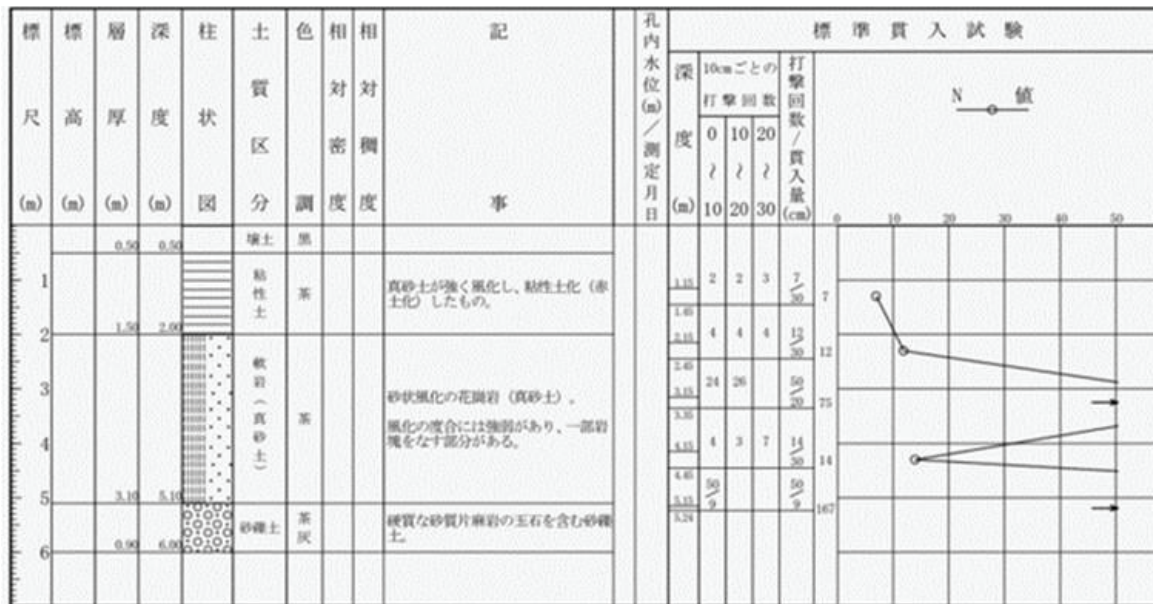 標尺(m)
標高(m)
層厚(m)
深度(m)
柱状図
土質区分
色調
相対密度
相対稠度
記事
孔内水位(m)／測定月日
標準貫入試験
深度(m)
10cmごとの
打撃回数
0～10
10～20
20～30
打撃回数/貫入量(cm)
N値
0 10 20 30 40 50
0.50 0.50 壌土 黒
1
1.50 2.00 粘性土 茶
真砂土が強く風化し、粘性土化（赤
土化）したもの。
2
3
4
5
3.10 5.10 軟岩（真砂土） 茶
砂状風化の花崗岩（真砂土）。
風化の度合には強弱があり、一部岩
塊をなす部分がある。
6
0.90 6.00 砂礫土 茶灰
硬質な砂質片麻岩の玉石を含む砂礫
土。
1.15 2 2 3 7/30 7
1.45
2.15 4 4 4 12/30 12
2.45
3.15 24 26 50/20 75
3.35
4.15 4 3 7 14/30 14
4.45
5.15 50/9 50/9 167
5.24